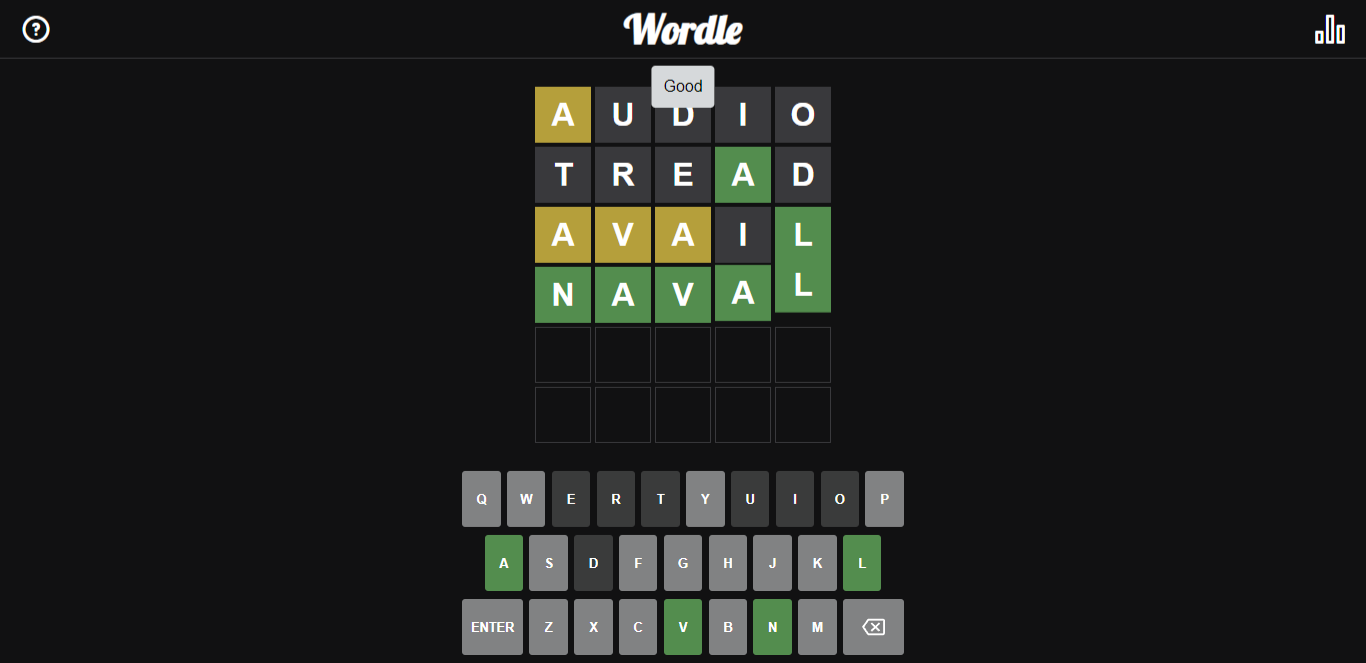 ?
Wordle
Good
A U D I O
T R E A D
A V A I L
N A V A L
Q W E R T Y U I O P
A S D F G H J K L
ENTER Z X C V B N M